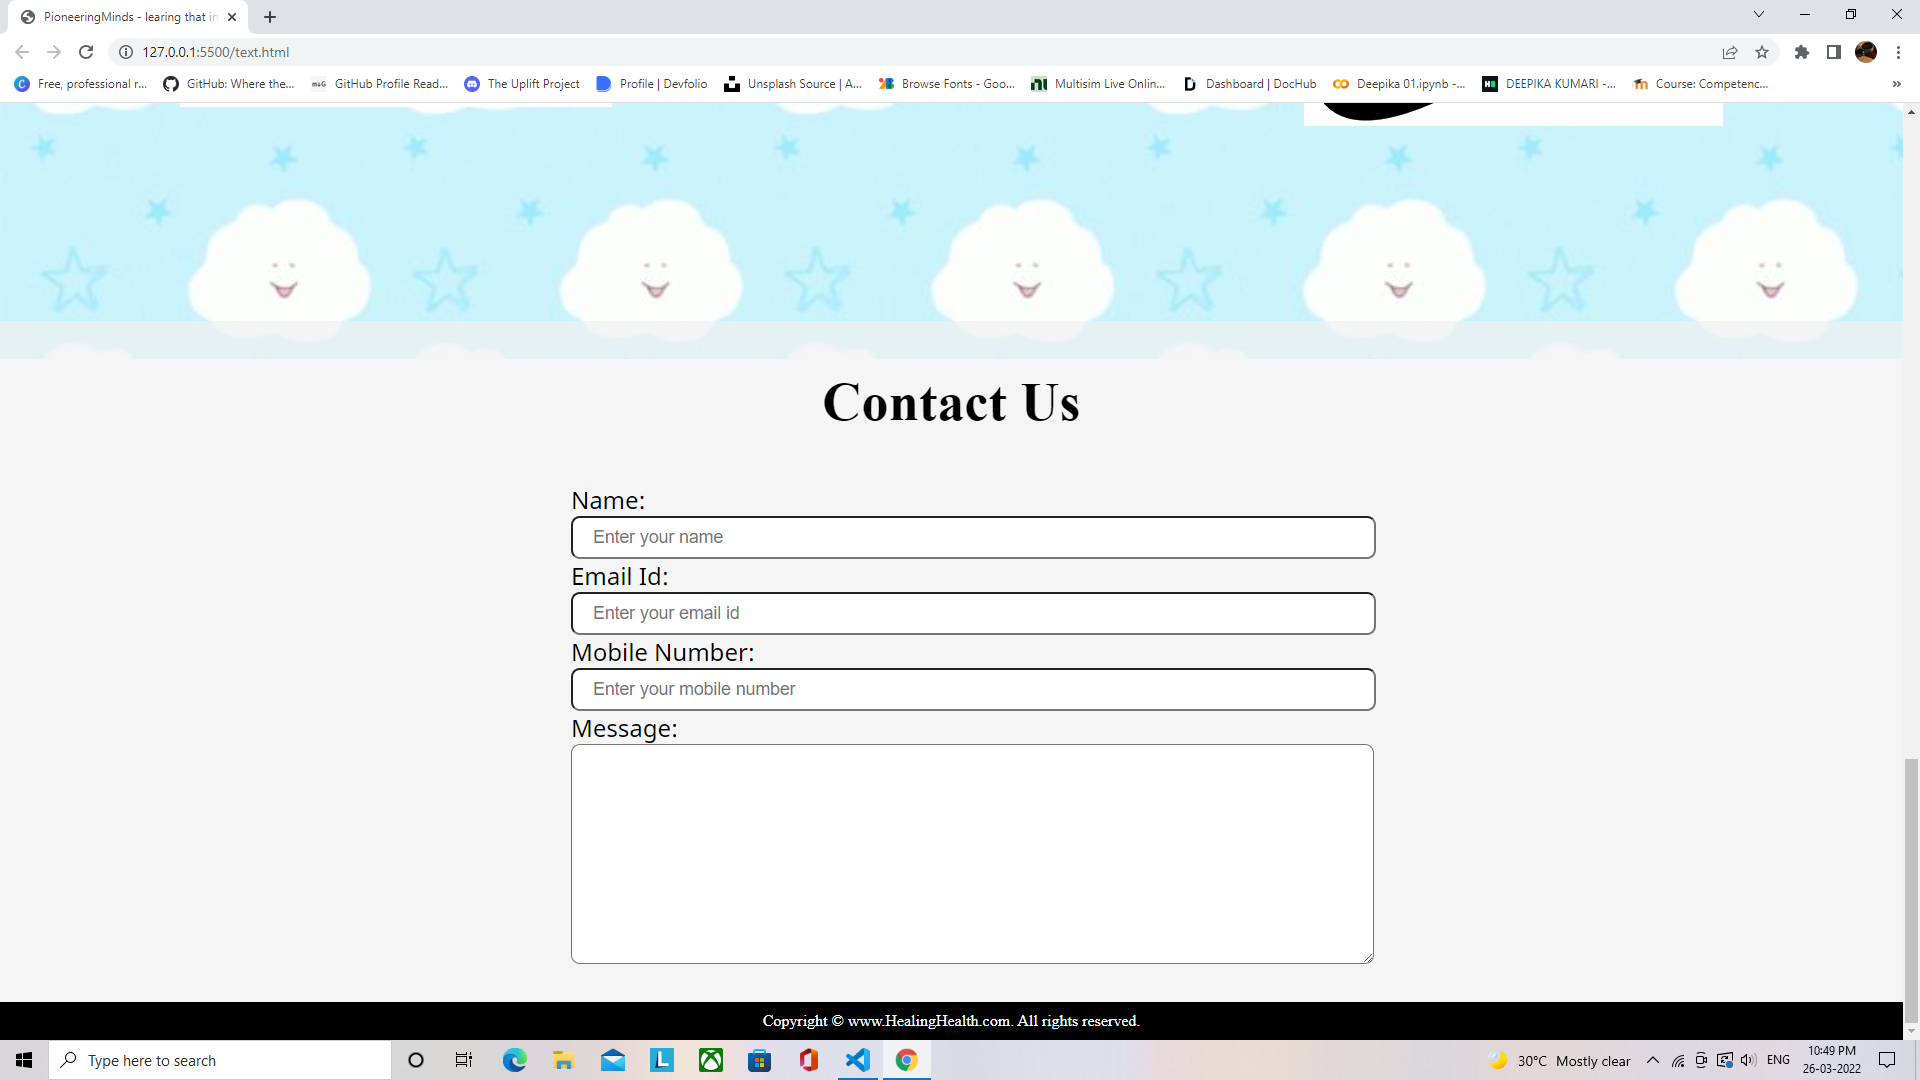 PioneeringMinds - learing that in
127.0.0.1:5500/text.html
Free, professional r...
GitHub: Where the...
GitHub Profile Read...
The Uplift Project
Profile | Devfolio
Unsplash Source | A...
Browse Fonts - Goo...
Multisim Live Onlin...
Dashboard | DocHub
Deepika 01.ipynb -...
DEEPIKA KUMARI -...
Course: Competenc...
Contact Us
Name:
Enter your name
Email Id:
Enter your email id
Mobile Number:
Enter your mobile number
Message:
Copyright © www.HealingHealth.com. All rights reserved.
Type here to search
30°C Mostly clear
ENG
10:49 PM
26-03-2022